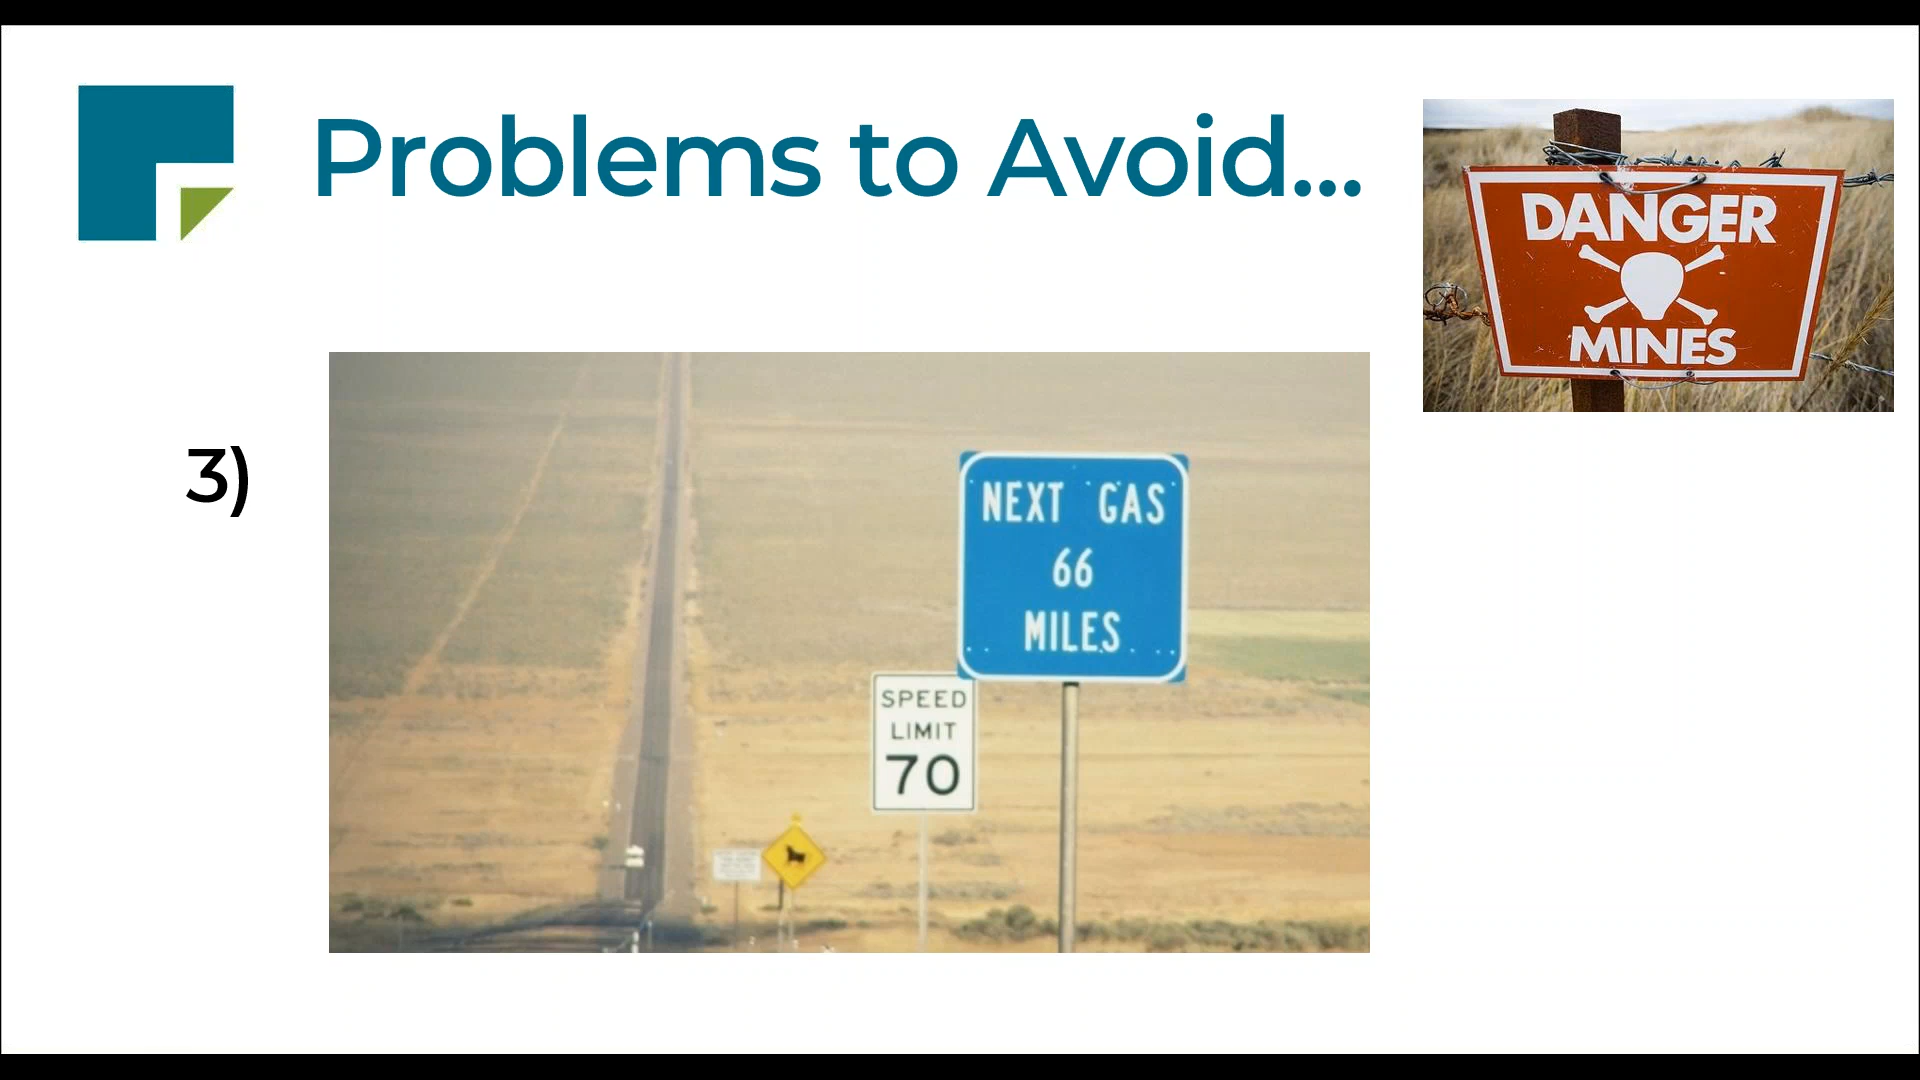 Problems to Avoid...
DANGER
MINES
3)
NEXT GAS
66
MILES
SPEED
LIMIT
70